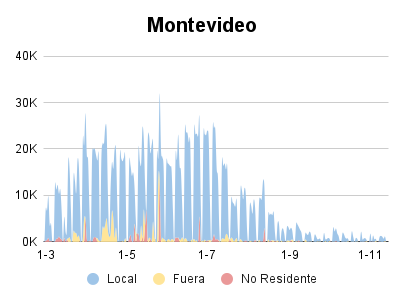 Montevideo
40K
30K
20K
10K
0K
1-3
1-5
1-7
1-9
1-11
Local
Fuera
No Residente